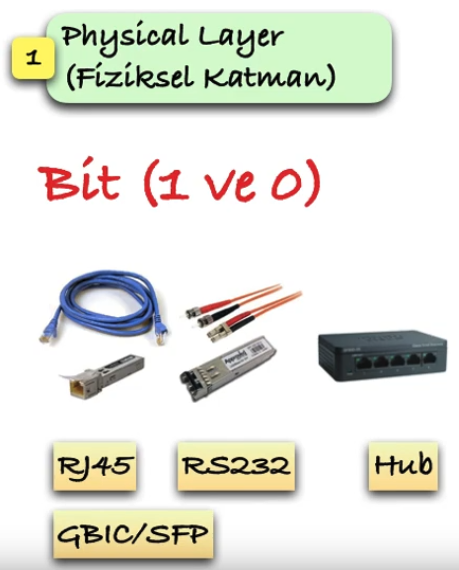 1
Physical Layer
(Fiziksel Katman)
Bit (1 ve 0)
RJ45
RS232
Hub
GBIC/SFP